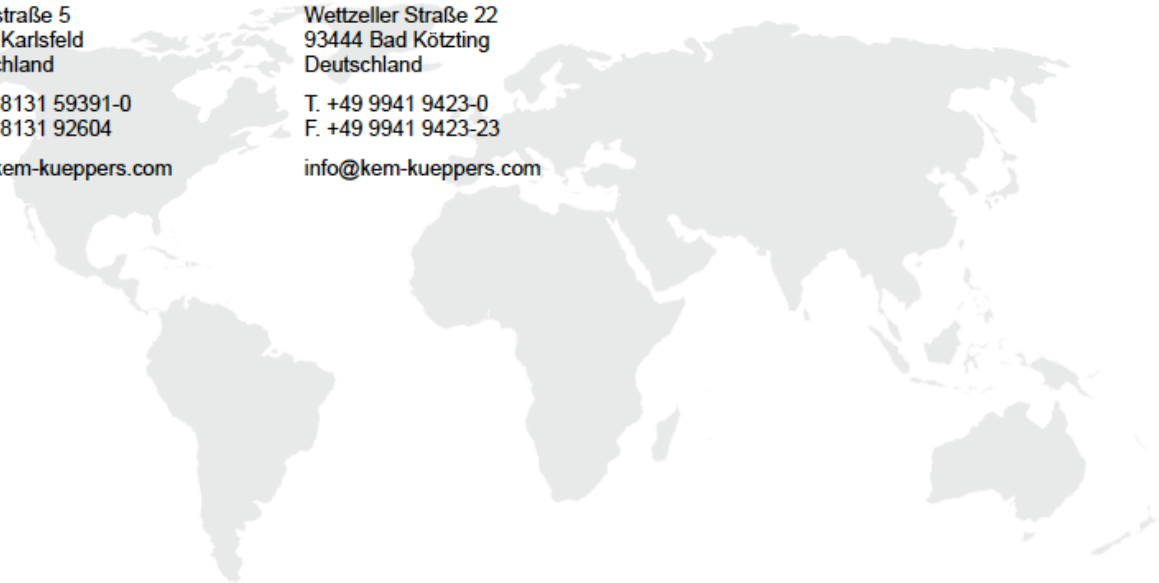 straße 5
Karlsfeld
chland
8131 59391-0
8131 92604
kem-kueppers.com
Wettzeller Straße 22
93444 Bad Kötzting
Deutschland
T. +49 9941 9423-0
F. +49 9941 9423-23
info@kem-kueppers.com